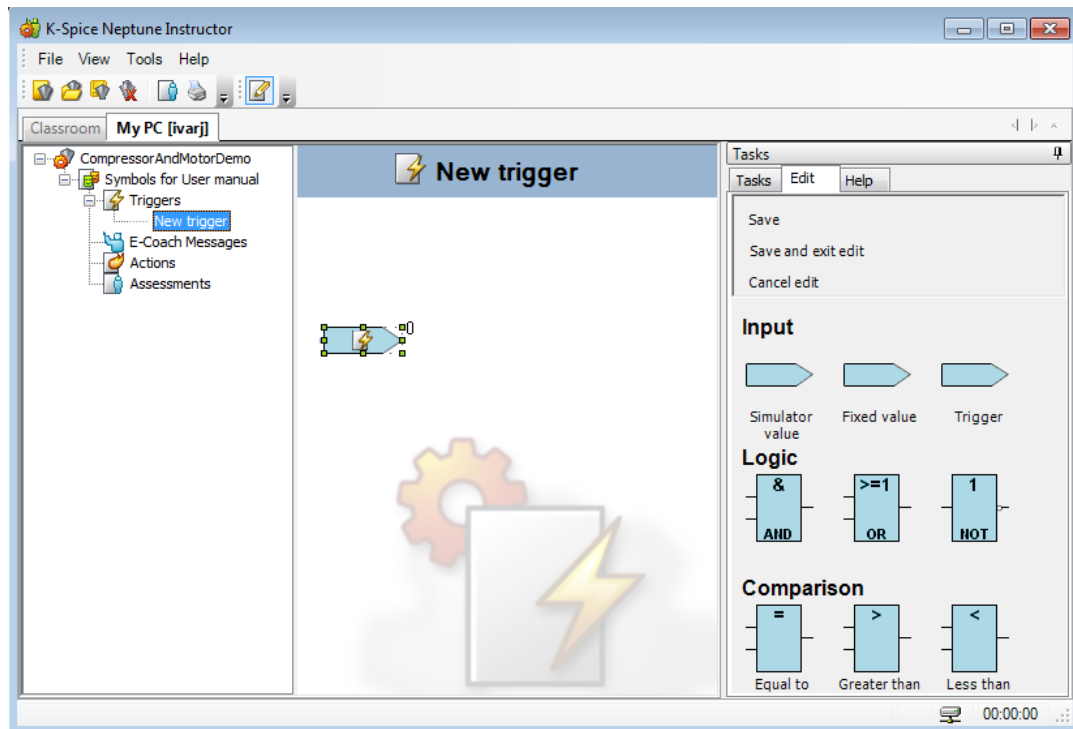 K-Spice Neptune Instructor
File View Tools Help
Classroom My PC [ivarj]
CompressorAndMotorDemo
Symbols for User manual
Triggers
New trigger
E-Coach Messages
Actions
Assessments
New trigger
0
Tasks
Tasks Edit Help
Save
Save and exit edit
Cancel edit
Input
Simulator value Fixed value Trigger
Logic
& >=1 1
AND OR NOT
Comparison
= > <
Equal to Greater than Less than
00:00:00